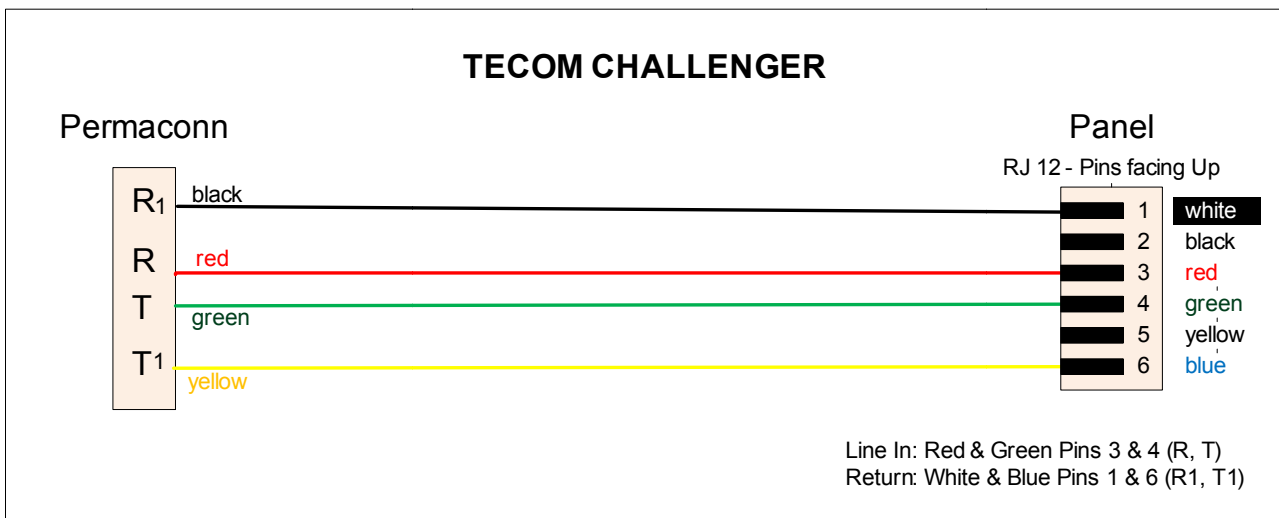 TECOM CHALLENGER
Permaconn
Panel
RJ 12 - Pins facing Up
R1 black
1 white
2 black
R red
3 red
T green
4 green
5 yellow
T1 yellow
6 blue
Line In: Red & Green Pins 3 & 4 (R, T)
Return: White & Blue Pins 1 & 6 (R1, T1)